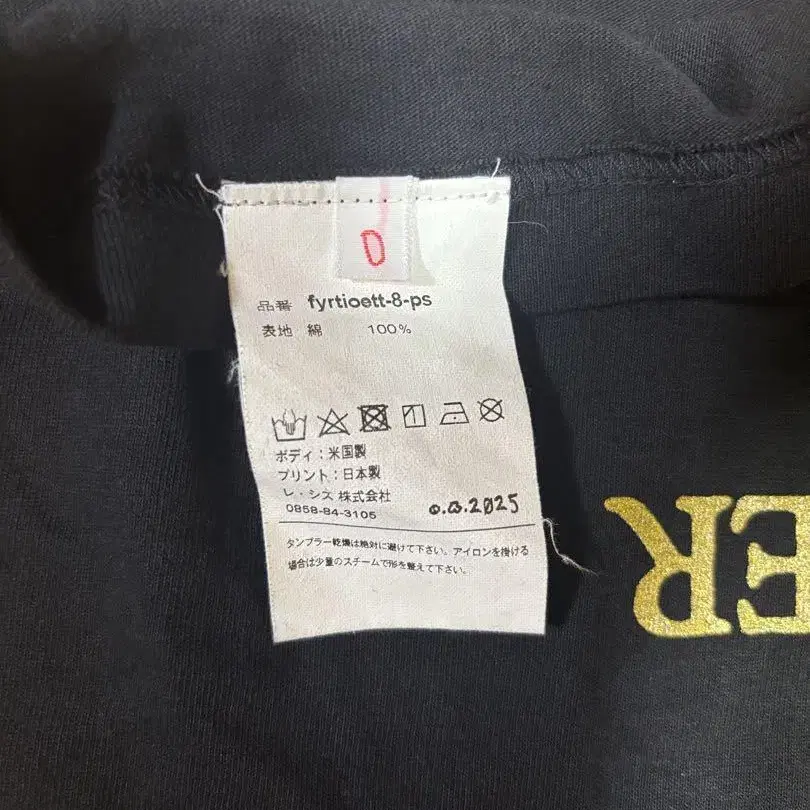 0
品番 fyrtioett-8-ps
表地 綿 100%
ボディ:米国製
プリント:日本製
レ・シス 株式会社
0858-84-3105
o.a.2025
タンブラー乾燥は絶対に避けて下さい。アイロンを掛ける
場合は少量のスチームで形を整えて下さい。
ER